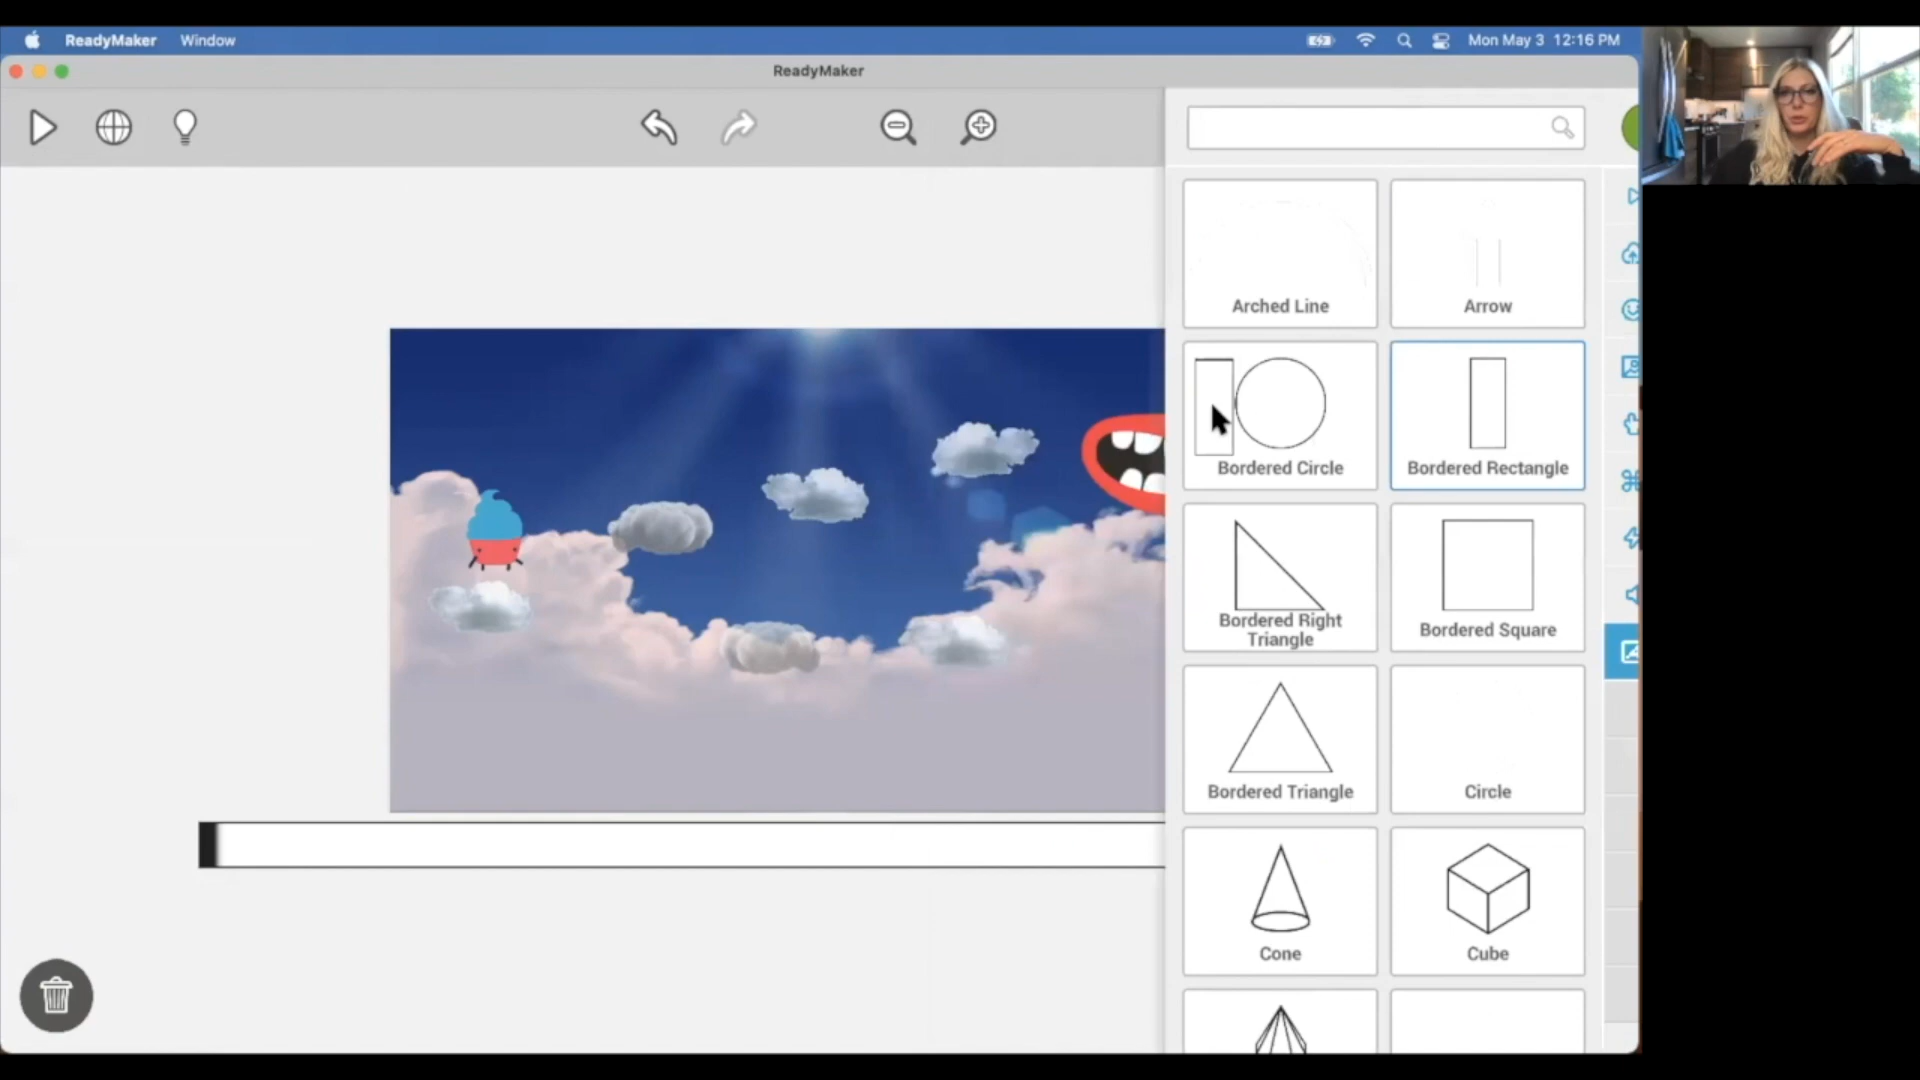 ReadyMaker Window Mon May 3 12:16 PM
ReadyMaker
Arched Line
Arrow
Bordered Circle
Bordered Rectangle
Bordered Right
Triangle
Bordered Square
Bordered Triangle
Circle
Cone
Cube